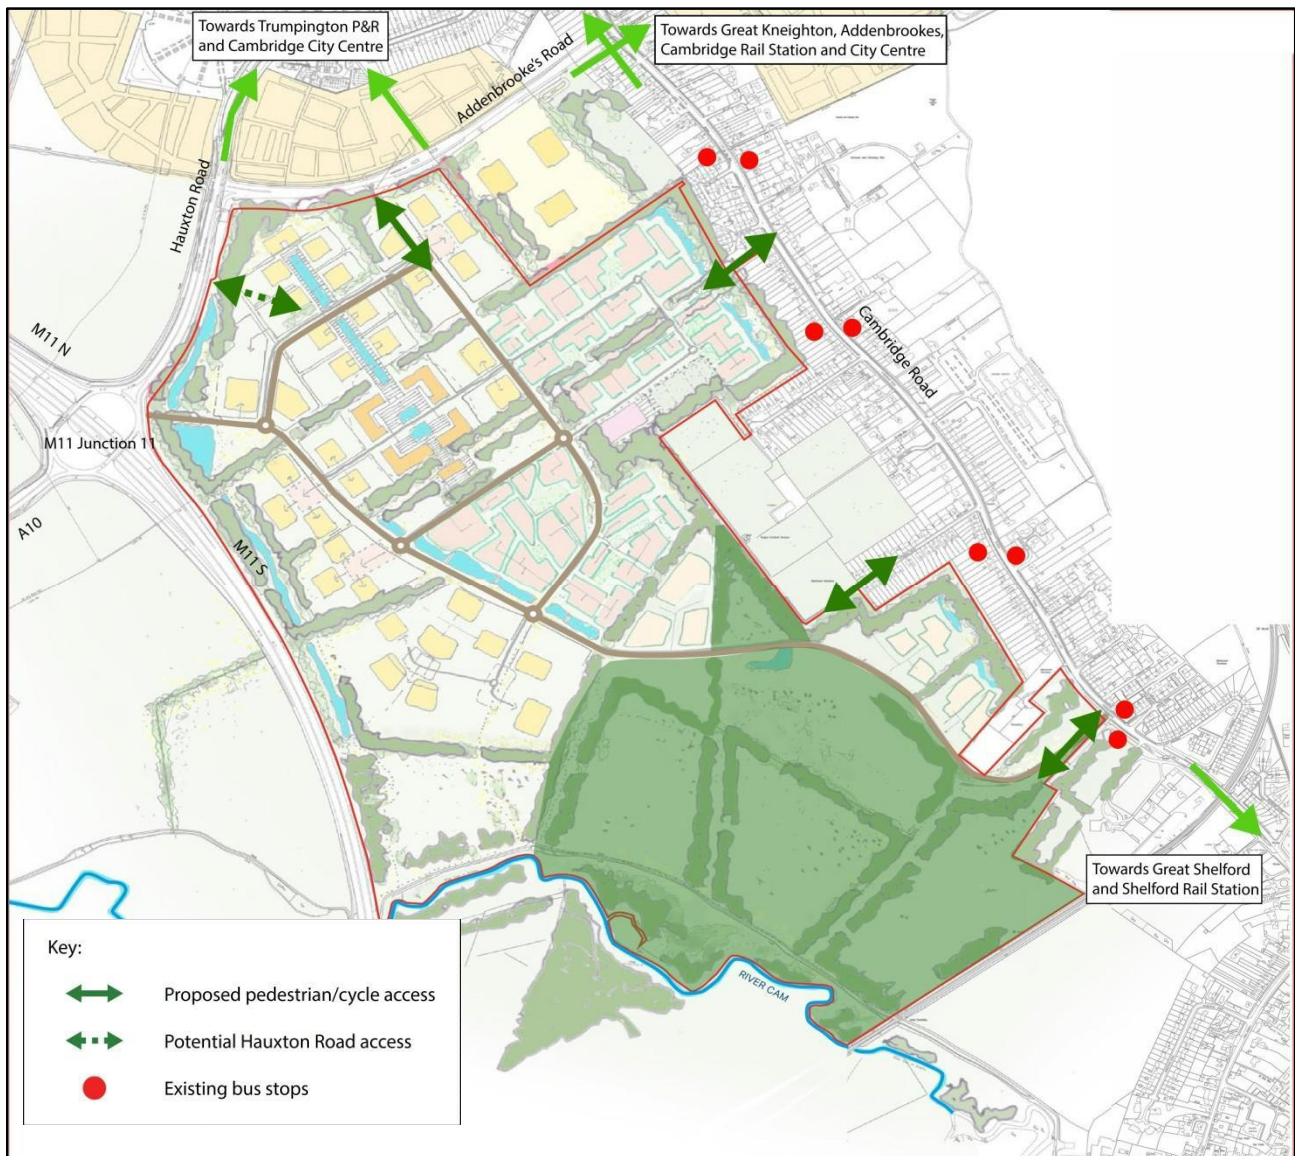 Towards Trumpington P&R
and Cambridge City Centre
Towards Great Kneighton, Addenbrookes,
Cambridge Rail Station and City Centre
Addenbrooke's Road
Hauxton Road
M11 N
Cambridge Road
M11 Junction 11
A10
M11 S
Towards Great Shelford
and Shelford Rail Station
RIVER CAM
Key:
Proposed pedestrian/cycle access
Potential Hauxton Road access
Existing bus stops